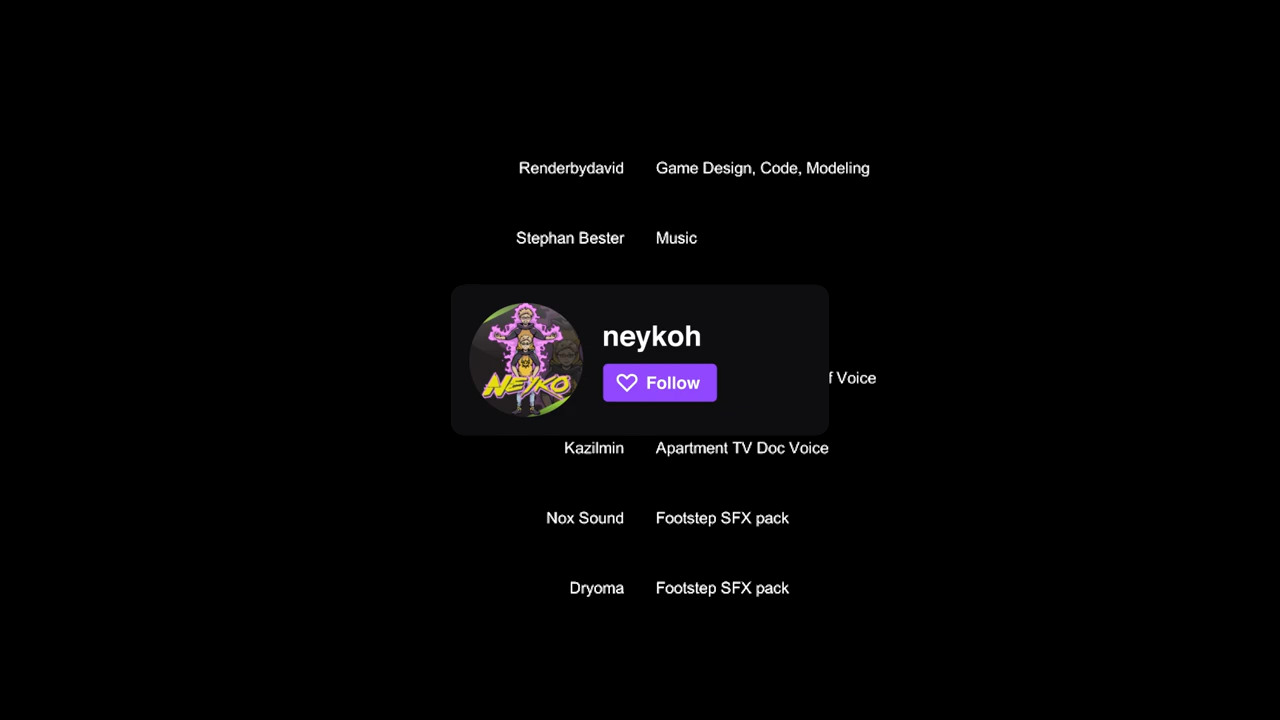 Renderbydavid Game Design, Code, Modeling
Stephan Bester Music
neykoh
NEYKO
Follow
Voice
Kazilmin Apartment TV Doc Voice
Nox Sound Footstep SFX pack
Dryoma Footstep SFX pack